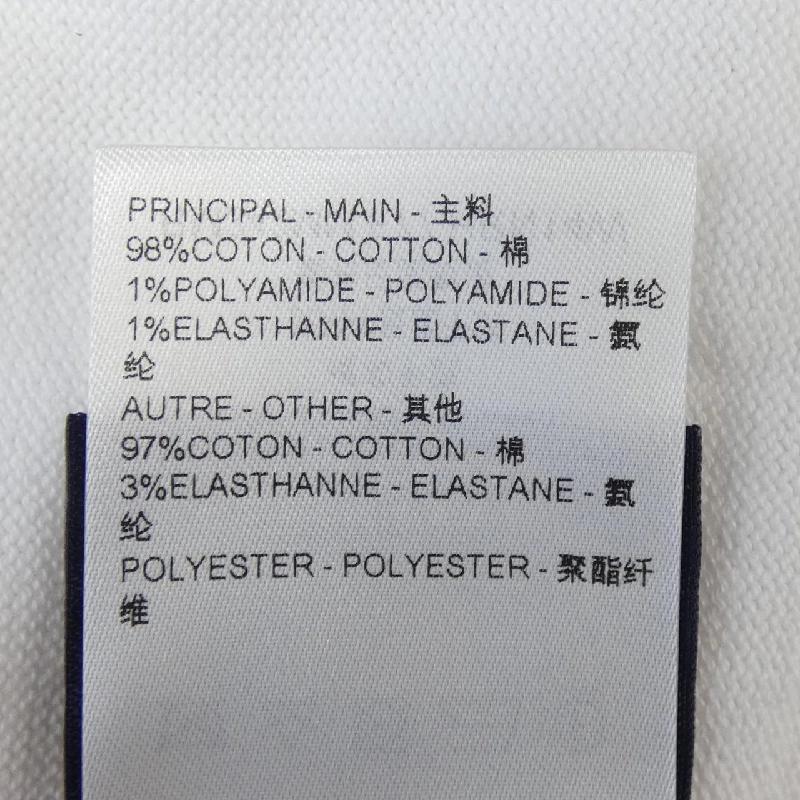 PRINCIPAL - MAIN - 主料
98%COTON - COTTON - 棉
1%POLYAMIDE - POLYAMIDE - 锦纶
1%ELASTHANNE - ELASTANE - 氨
纶
AUTRE - OTHER - 其他
97%COTON - COTTON - 棉
3%ELASTHANNE - ELASTANE - 氨
纶
POLYESTER - POLYESTER - 聚酯纤
维